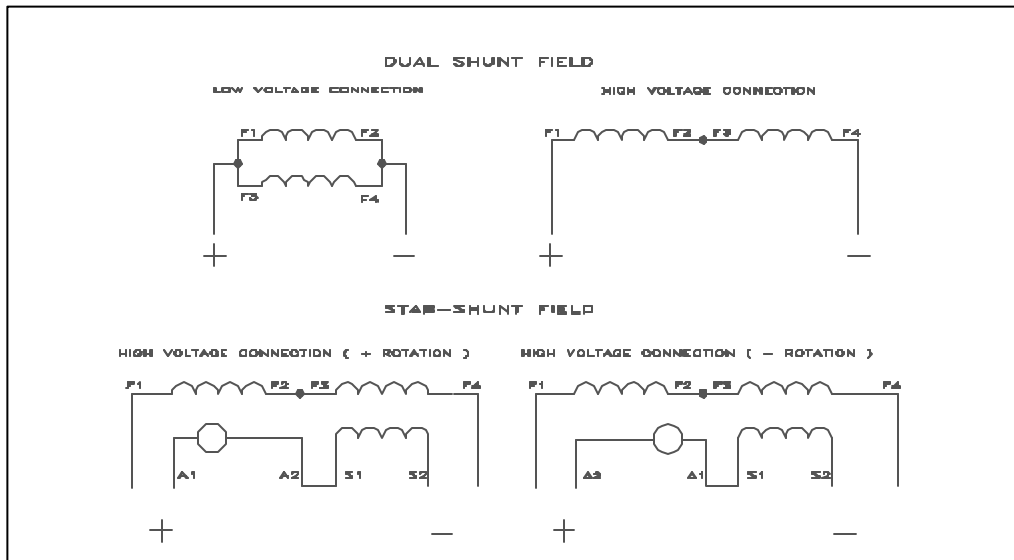 DUAL SHUNT FIELD
LOW VOLTAGE CONNECTION
HIGH VOLTAGE CONNECTION
F1 F2
F3 F4
+ −
F1 F2 F3 F4
+ −
STAB-SHUNT FIELD
HIGH VOLTAGE CONNECTION ( + ROTATION )
HIGH VOLTAGE CONNECTION ( − ROTATION )
F1 F2 F3 F4
A1 A2 S1 S2
+ −
F1 F2 F3 F4
A2 A1 S1 S2
+ −